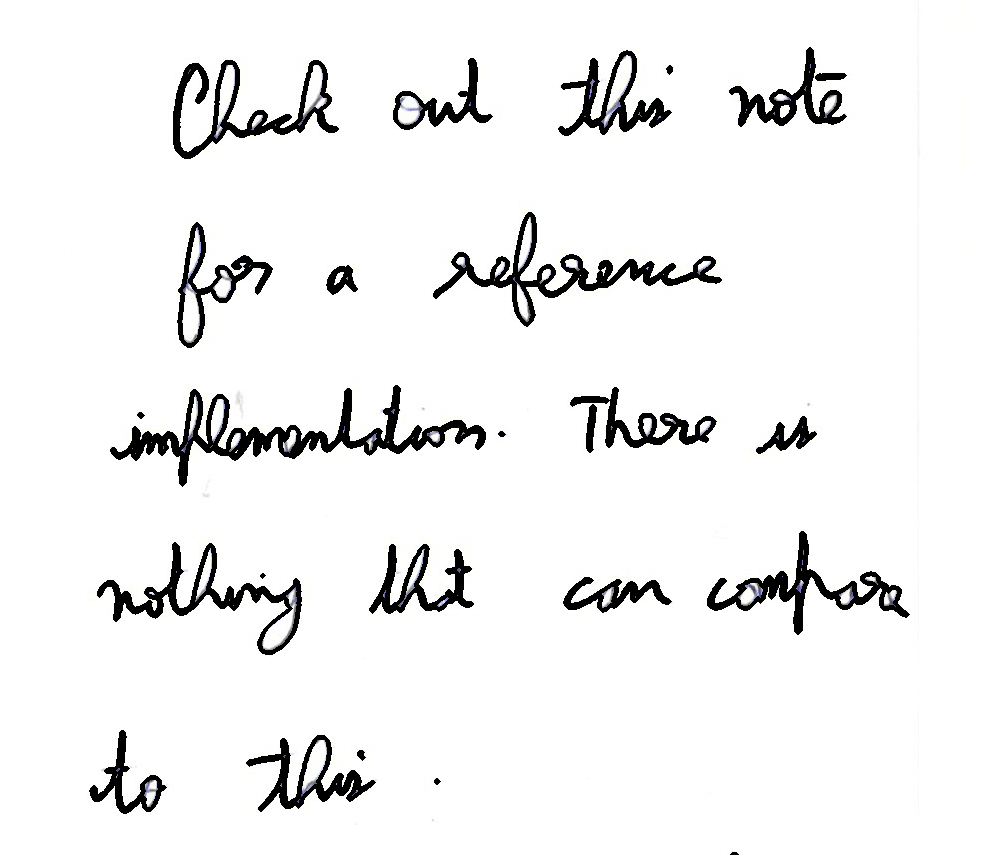 Check out this note
for a reference
implementation. There is
nothing that can compare
to this.